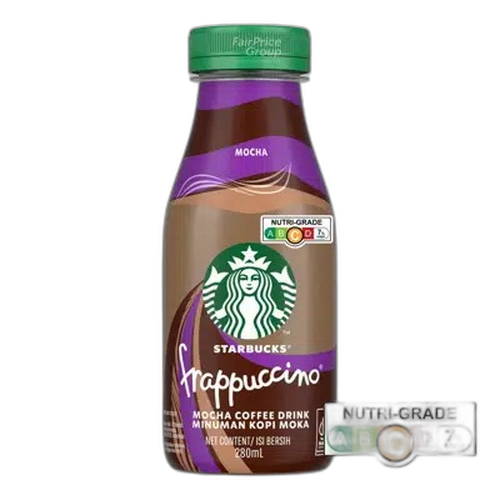 FairPrice
Group
MOCHA
NUTRI-GRADE
A B C D
STARBUCKS
frappuccino
MOCHA COFFEE DRINK
MINUMAN KOPI MOKA
NET CONTENT/ ISI BERSIH
280mL
NUTRI-GRADE